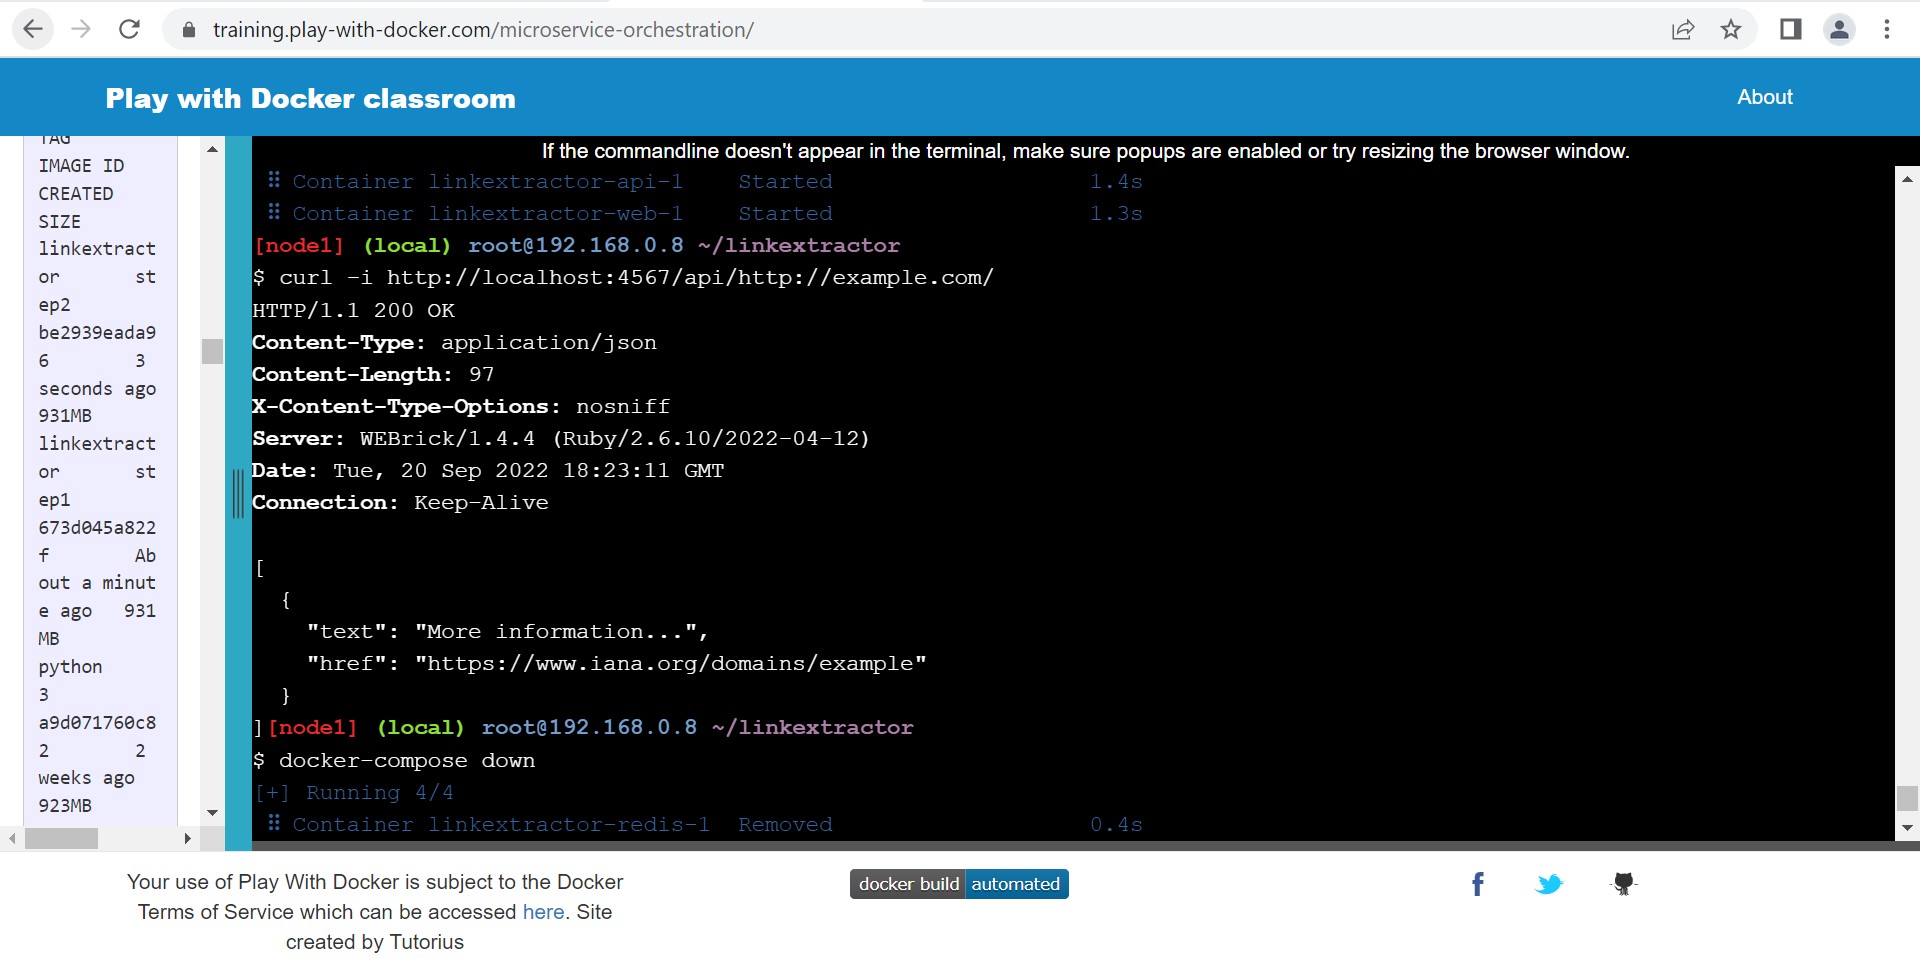 training.play-with-docker.com/microservice-orchestration/
Play with Docker classroom
About
TAG
IMAGE ID
CREATED
SIZE
linkextract
or st
ep2
be2939eada9
6 3
seconds ago
931MB
linkextract
or st
ep1
673d045a822
f Ab
out a minut
e ago 931
MB
python
3
a9d071760c8
2 2
weeks ago
923MB
If the commandline doesn't appear in the terminal, make sure popups are enabled or try resizing the browser window.
⠿ Container linkextractor-api-1 Started 1.4s
⠿ Container linkextractor-web-1 Started 1.3s
[node1] (local) root@192.168.0.8 ~/linkextractor
$ curl -i http://localhost:4567/api/http://example.com/
HTTP/1.1 200 OK
Content-Type: application/json
Content-Length: 97
X-Content-Type-Options: nosniff
Server: WEBrick/1.4.4 (Ruby/2.6.10/2022-04-12)
Date: Tue, 20 Sep 2022 18:23:11 GMT
Connection: Keep-Alive
[
{
"text": "More information...",
"href": "https://www.iana.org/domains/example"
}
][node1] (local) root@192.168.0.8 ~/linkextractor
$ docker-compose down
[+] Running 4/4
⠿ Container linkextractor-redis-1 Removed 0.4s
Your use of Play With Docker is subject to the Docker
Terms of Service which can be accessed here. Site
created by Tutorius
docker build automated